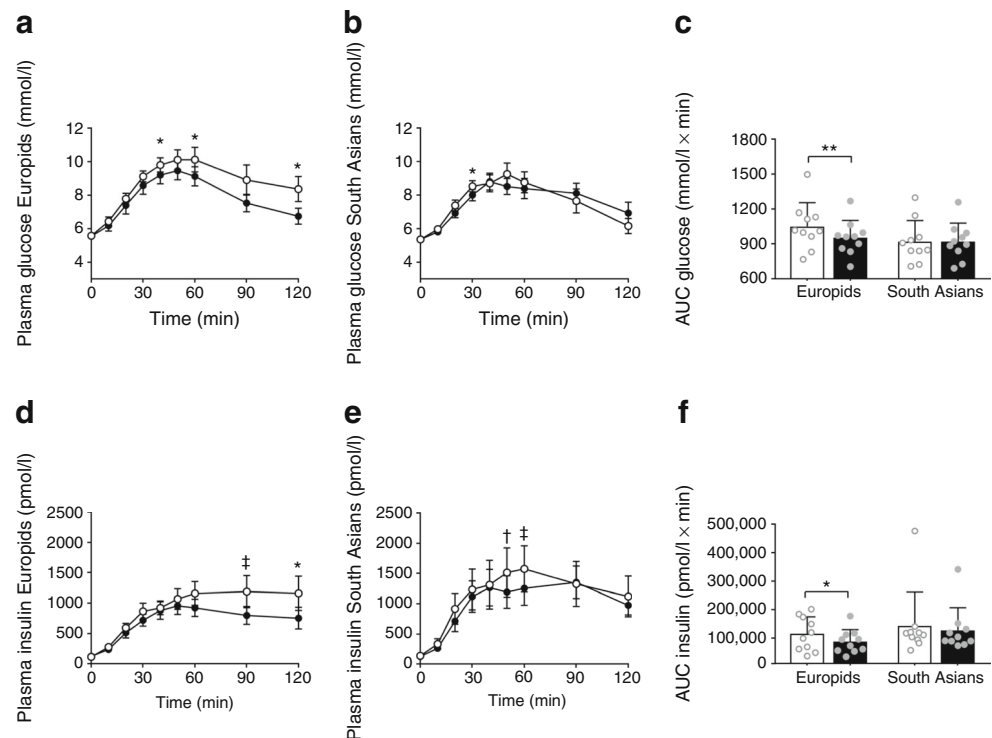 a
Plasma glucose Europids (mmol/l)
12
10
8
6
4
0 30 60 90 120
Time (min)
* * *
b
Plasma glucose South Asians (mmol/l)
12
10
8
6
4
0 30 60 90 120
Time (min)
*
c
AUC glucose (mmol/l × min)
1800
1500
1200
900
600
**
Europids South Asians
d
Plasma insulin Europids (pmol/l)
2500
2000
1500
1000
500
0
0 30 60 90 120
Time (min)
‡ *
e
Plasma insulin South Asians (pmol/l)
2500
2000
1500
1000
500
0
0 30 60 90 120
Time (min)
† ‡
f
AUC insulin (pmol/l × min)
500,000
400,000
300,000
200,000
100,000
0
*
Europids South Asians